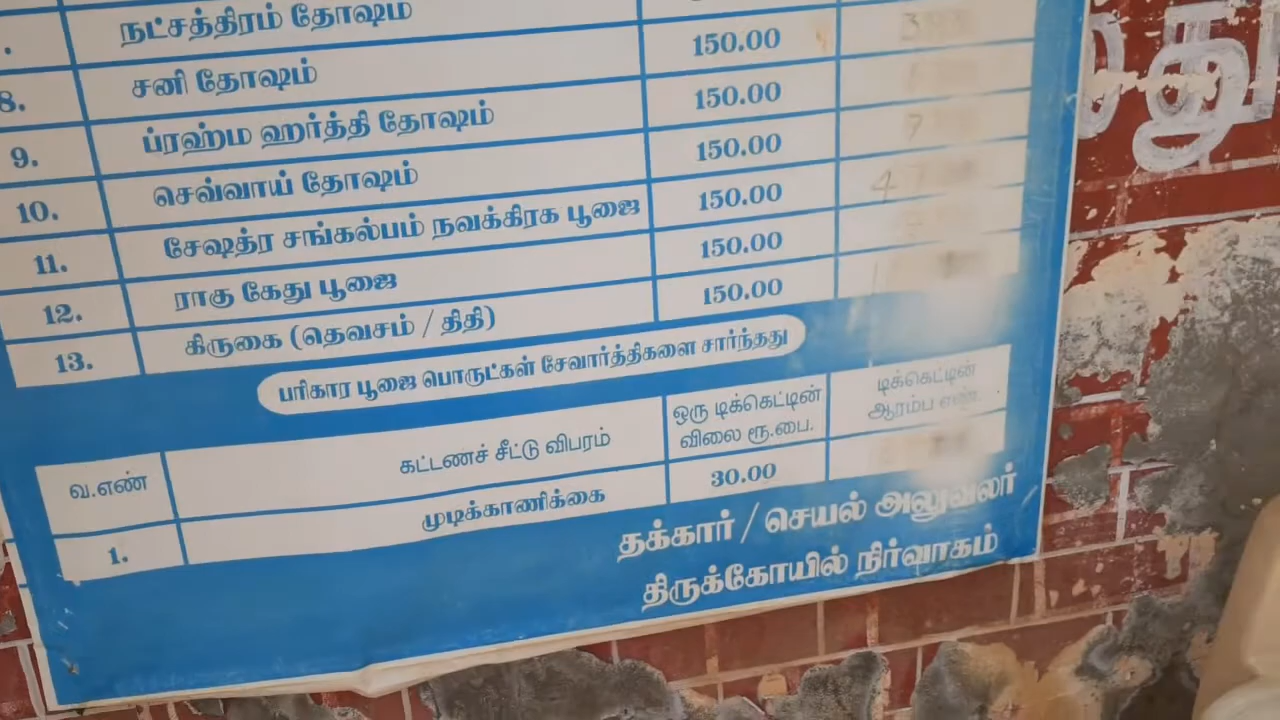 நட்சத்திரம் தோஷம்
8. சனி தோஷம் 150.00
9. ப்ரஹ்ம ஹர்த்தி தோஷம் 150.00
10. செவ்வாய் தோஷம் 150.00
11. சேஷத்ர சங்கல்பம் நவக்கிரக பூஜை 150.00
12. ராகு கேது பூஜை 150.00
13. கிருகை (தெவசம் / திதி) 150.00
பரிகார பூஜை பொருட்கள் சேவார்த்திகளை சார்ந்தது
வ.எண் கட்டணச் சீட்டு விபரம் ஒரு டிக்கெட்டின் விலை ரூ.பை. டிக்கெட்டின் ஆரம்ப எண்.
1. முடிக்காணிக்கை 30.00
தக்கார் / செயல் அலுவலர்
திருக்கோயில் நிர்வாகம்